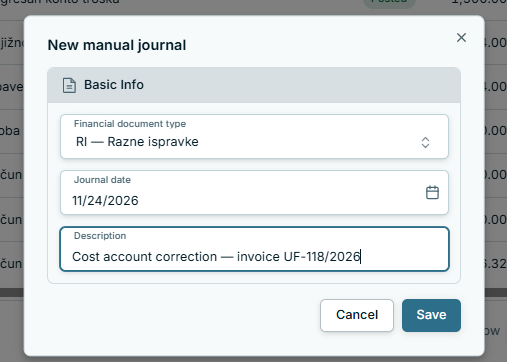 Posted
New manual journal
Basic Info
Financial document type
RI — Razne ispravke
Journal date
11/24/2026
Description
Cost account correction — invoice UF-118/2026
Cancel
Save